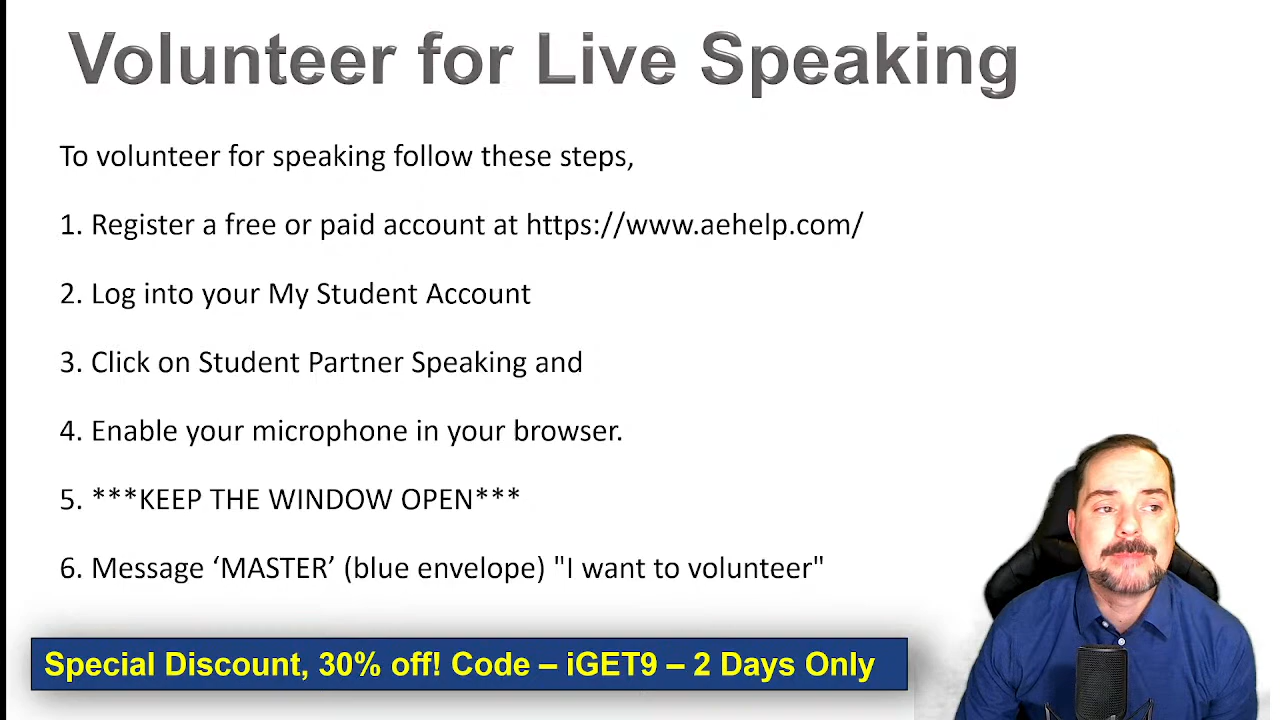 Volunteer for Live Speaking
To volunteer for speaking follow these steps,
1. Register a free or paid account at https://www.aehelp.com/
2. Log into your My Student Account
3. Click on Student Partner Speaking and
4. Enable your microphone in your browser.
5. ***KEEP THE WINDOW OPEN***
6. Message ‘MASTER’ (blue envelope) "I want to volunteer"
Special Discount, 30% off! Code – iGET9 – 2 Days Only